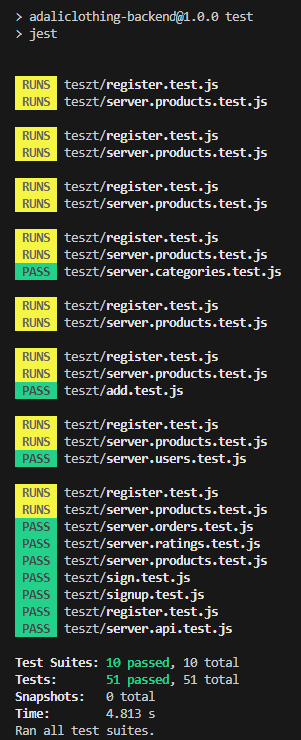 > adaliclothing-backend@1.0.0 test
> jest
RUNS teszt/register.test.js
RUNS teszt/server.products.test.js
RUNS teszt/register.test.js
RUNS teszt/server.products.test.js
RUNS teszt/register.test.js
RUNS teszt/server.products.test.js
RUNS teszt/register.test.js
RUNS teszt/server.products.test.js
PASS teszt/server.categories.test.js
RUNS teszt/register.test.js
RUNS teszt/server.products.test.js
RUNS teszt/register.test.js
RUNS teszt/server.products.test.js
PASS teszt/add.test.js
RUNS teszt/register.test.js
RUNS teszt/server.products.test.js
PASS teszt/server.users.test.js
RUNS teszt/register.test.js
RUNS teszt/server.products.test.js
PASS teszt/server.orders.test.js
PASS teszt/server.ratings.test.js
PASS teszt/server.products.test.js
PASS teszt/sign.test.js
PASS teszt/signup.test.js
PASS teszt/register.test.js
PASS teszt/server.api.test.js
Test Suites: 10 passed, 10 total
Tests: 51 passed, 51 total
Snapshots: 0 total
Time: 4.813 s
Ran all test suites.